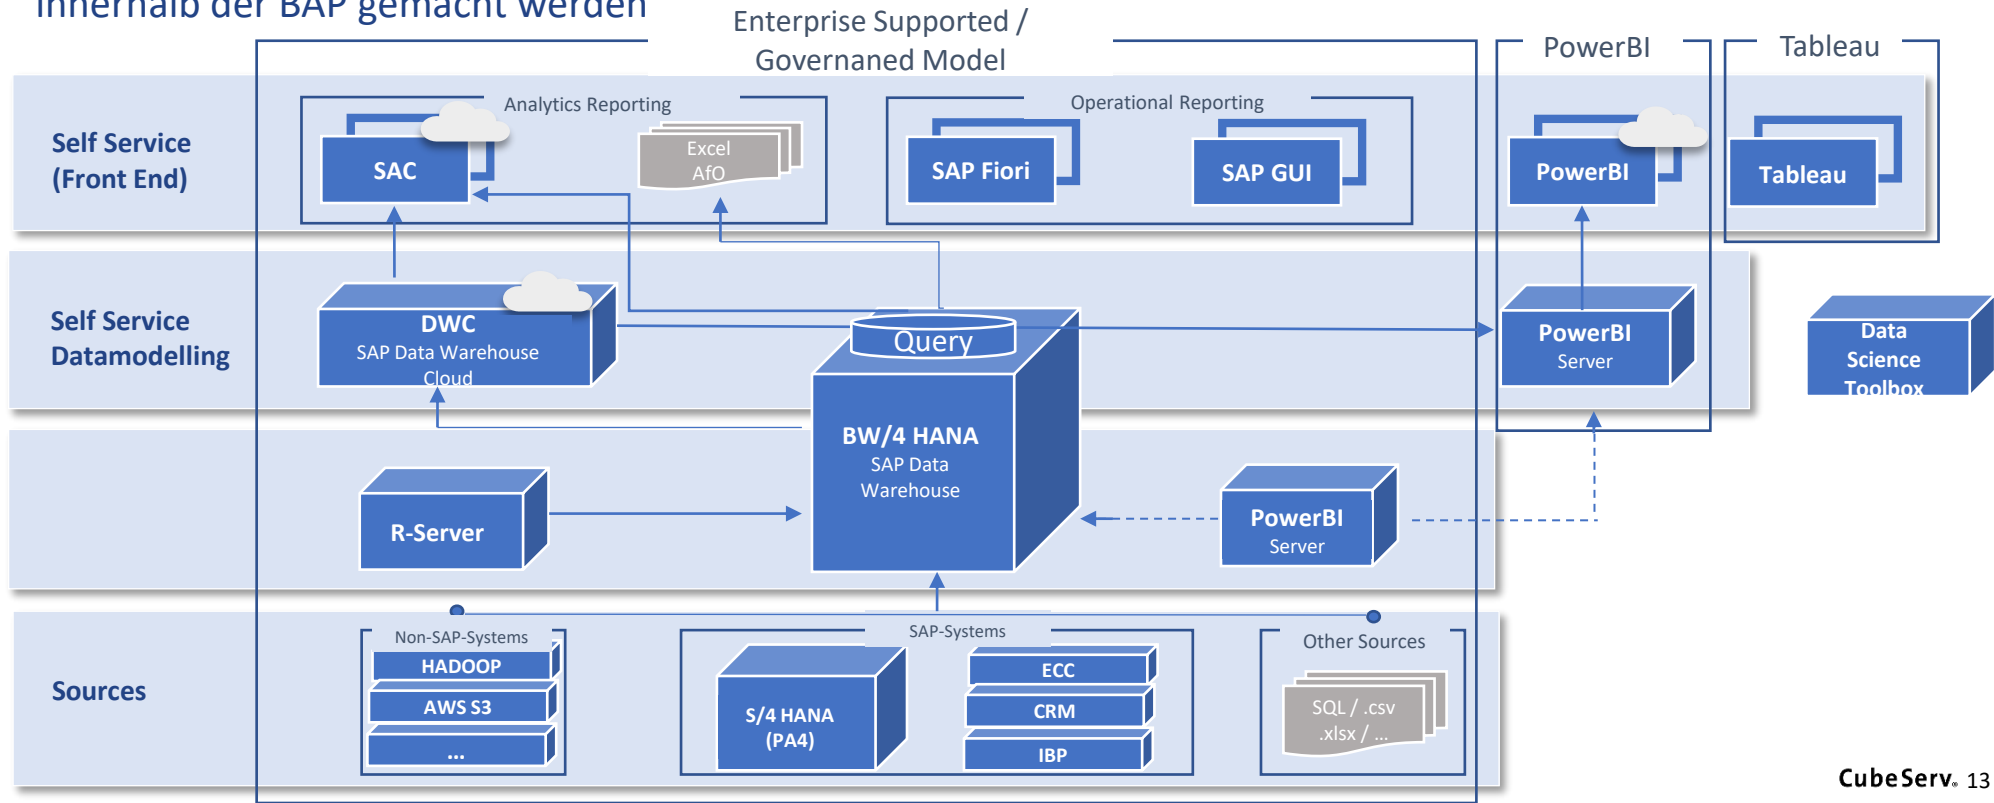 innerhalb der BAP gemacht werden
Enterprise Supported /
Governaned Model
PowerBI
Tableau
Self Service
(Front End)
Analytics Reporting
SAC
Excel
AfO
Operational Reporting
SAP Fiori
SAP GUI
PowerBI
Tableau
Self Service
Datamodelling
DWC
SAP Data Warehouse
Cloud
Query
PowerBI
Server
Data
Science
Toolbox
BW/4 HANA
SAP Data
Warehouse
R-Server
PowerBI
Server
Sources
Non-SAP-Systems
HADOOP
AWS S3
...
SAP-Systems
S/4 HANA
(PA4)
ECC
CRM
IBP
Other Sources
SQL / .csv
.xlsx / ...
CubeServ® 13